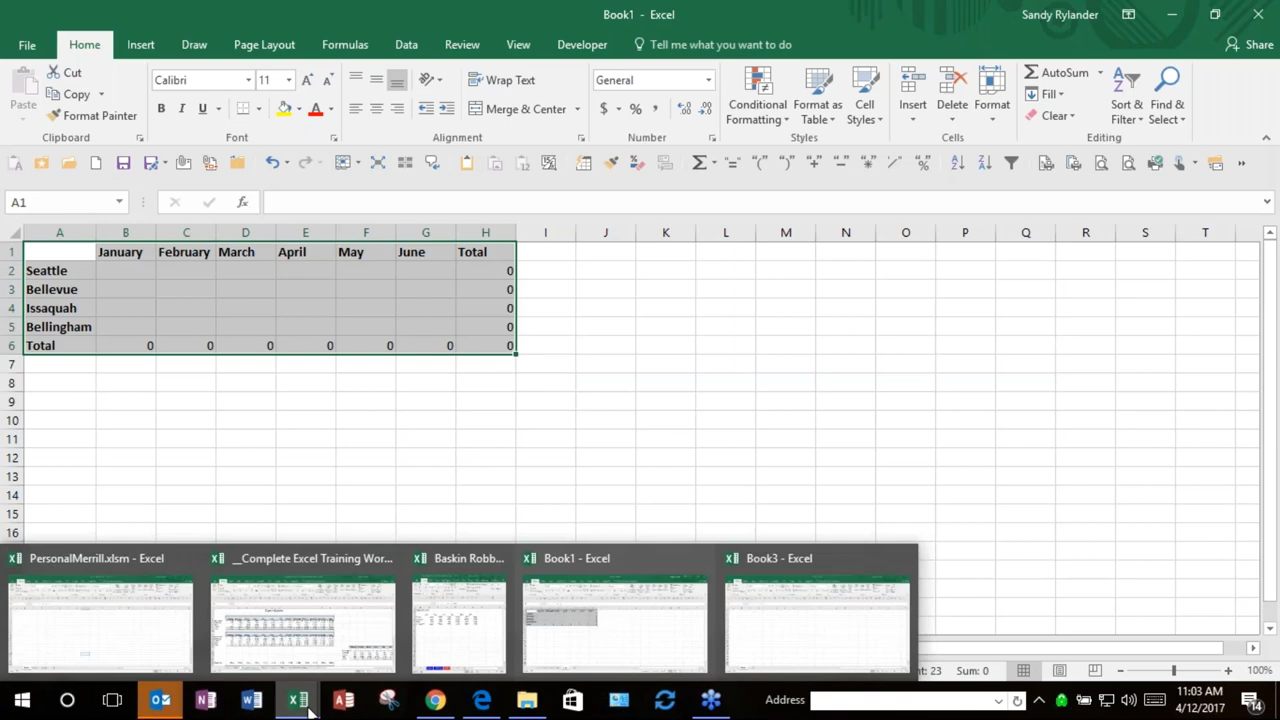 Book1 - Excel
Sandy Rylander
File Home Insert Draw Page Layout Formulas Data Review View Developer Tell me what you want to do Share
Paste
Cut
Copy
Format Painter
Clipboard
Calibri 11
B I U
Font
Wrap Text
Merge & Center
Alignment
General
$ % ,
Number
Conditional Formatting
Format as Table
Cell Styles
Styles
Insert Delete Format
Cells
AutoSum
Fill
Clear
Sort & Filter
Find & Select
Editing
A1
fx
A B C D E F G H I J K L M N O P Q R S T
1 January February March April May June Total
2 Seattle 0
3 Bellevue 0
4 Issaquah 0
5 Bellingham 0
6 Total 0 0 0 0 0 0 0
7
8
9
10
11
12
13
14
15
16
PersonalMerrill.xlsm - Excel
__Complete Excel Training Wor...
Baskin Robb...
Book1 - Excel
Book3 - Excel
unt: 23 Sum: 0
100%
Address
11:03 AM
4/12/2017
14